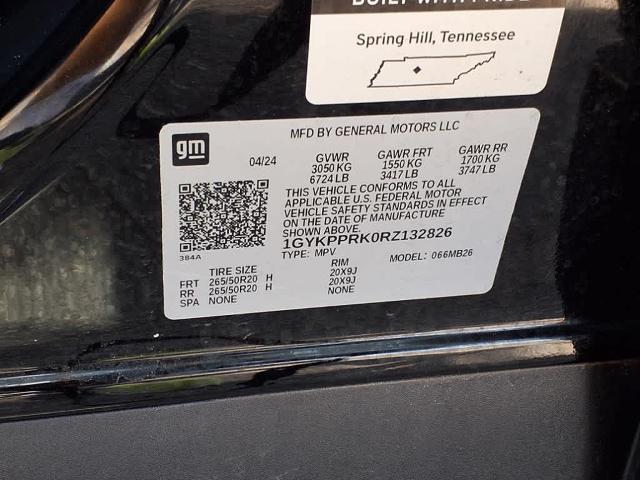 BUILT WITH PRIDE
Spring Hill, Tennessee
gm
MFD BY GENERAL MOTORS LLC
04/24 GVWR GAWR FRT GAWR RR
3050 KG 1550 KG 1700 KG
6724 LB 3417 LB 3747 LB
THIS VEHICLE CONFORMS TO ALL
APPLICABLE U.S. FEDERAL MOTOR
VEHICLE SAFETY STANDARDS IN EFFECT
ON THE DATE OF MANUFACTURE
SHOWN ABOVE.
1GYKPPRK0RZ132826
384A
TYPE: MPV MODEL: 066MB26
TIRE SIZE RIM
FRT 265/50R20 H 20X9J
RR 265/50R20 H 20X9J
SPA NONE NONE